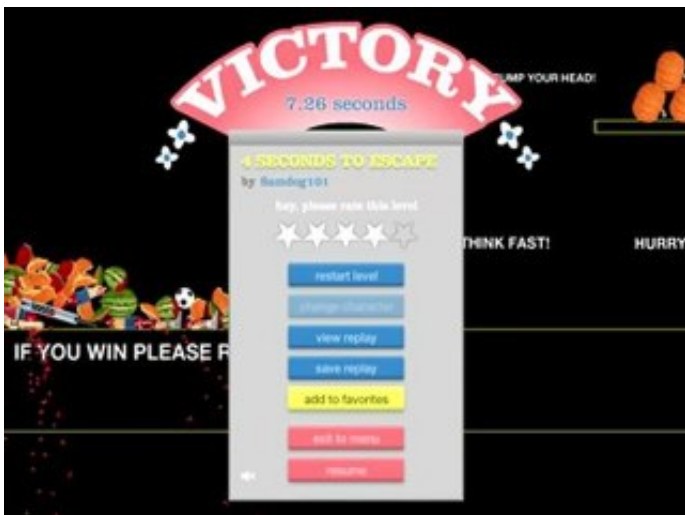 VICTORY
7.26 seconds
UMP YOUR HEAD!
4 SECONDS TO ESCAPE
by Samdog101
hey, please rate this level
THINK FAST!
HURRY
restart level
change character
view replay
IF YOU WIN PLEASE R
save replay
add to favorites
exit to menu
resume